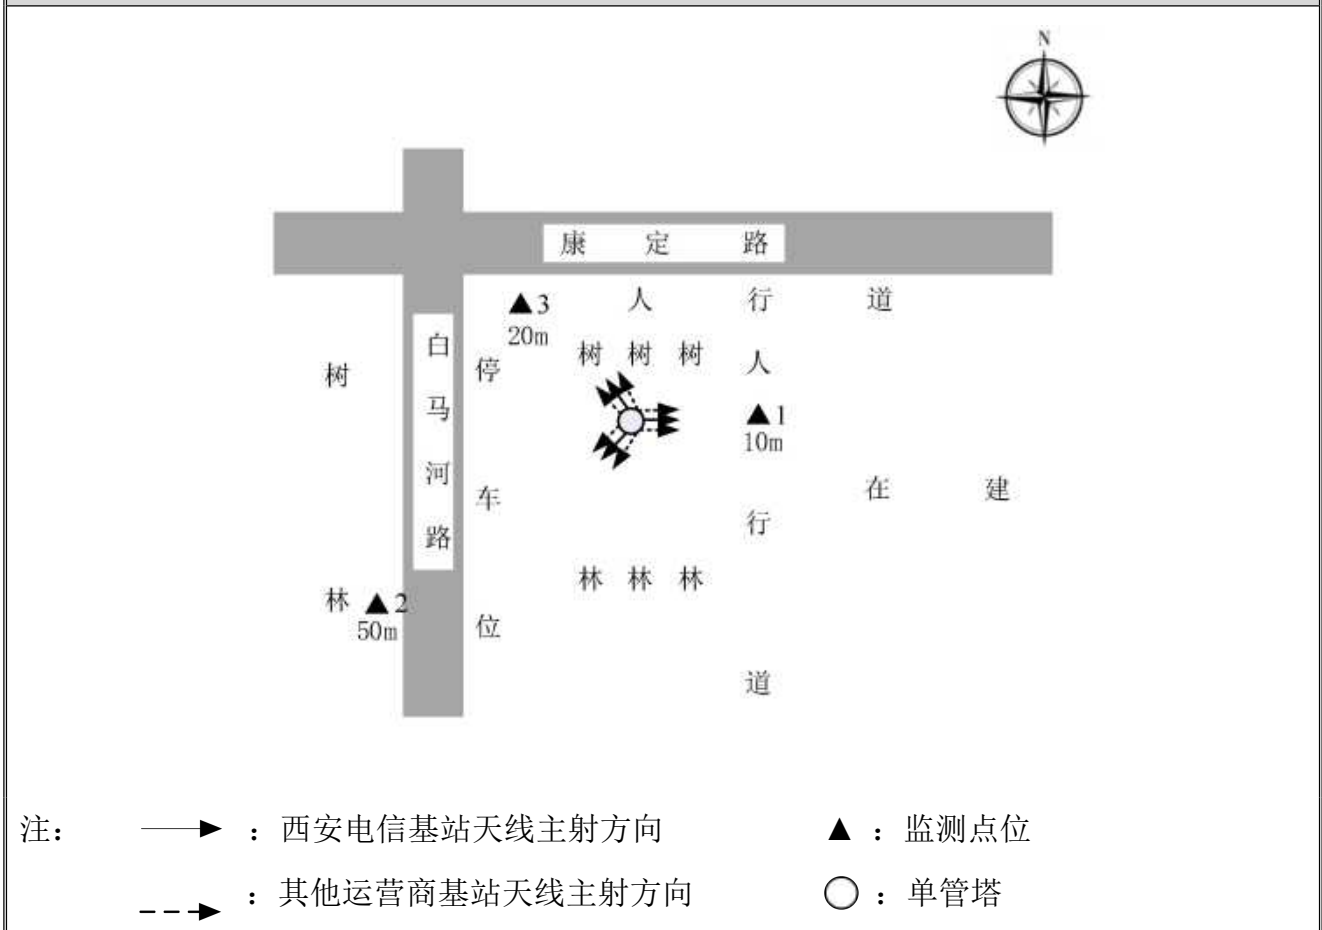 N
康 定 路
人 行 道
▲3
20m
树 树 树
人
白马河路
停车位
树林
▲1
10m
在 建
行
林 林 林
▲2
50m
道
注： ：西安电信基站天线主射方向 ▲：监测点位
：其他运营商基站天线主射方向 ：单管塔